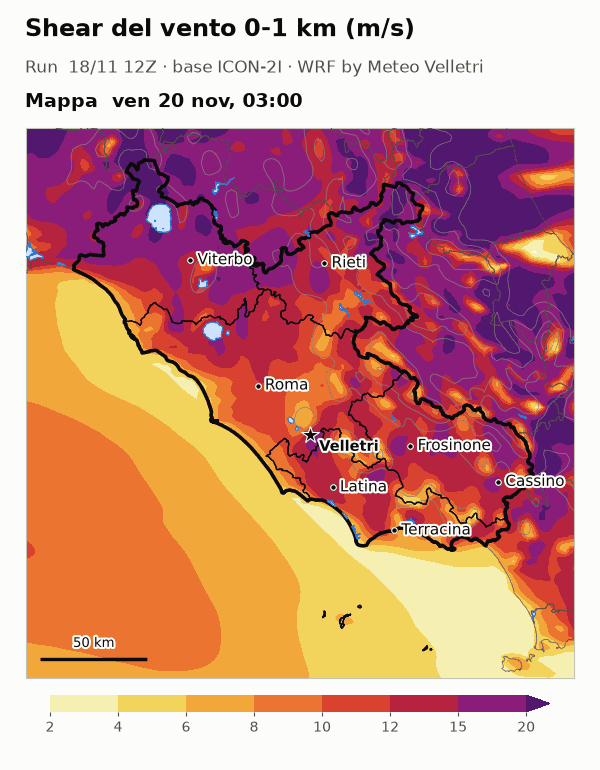 Shear del vento 0-1 km (m/s)
Run  18/11 12Z · base ICON-2I · WRF by Meteo Velletri
Mappa  ven 20 nov, 03:00
Viterbo
Rieti
Roma
Velletri
Frosinone
Latina
Cassino
Terracina
50 km
2 4 6 8 10 12 15 20